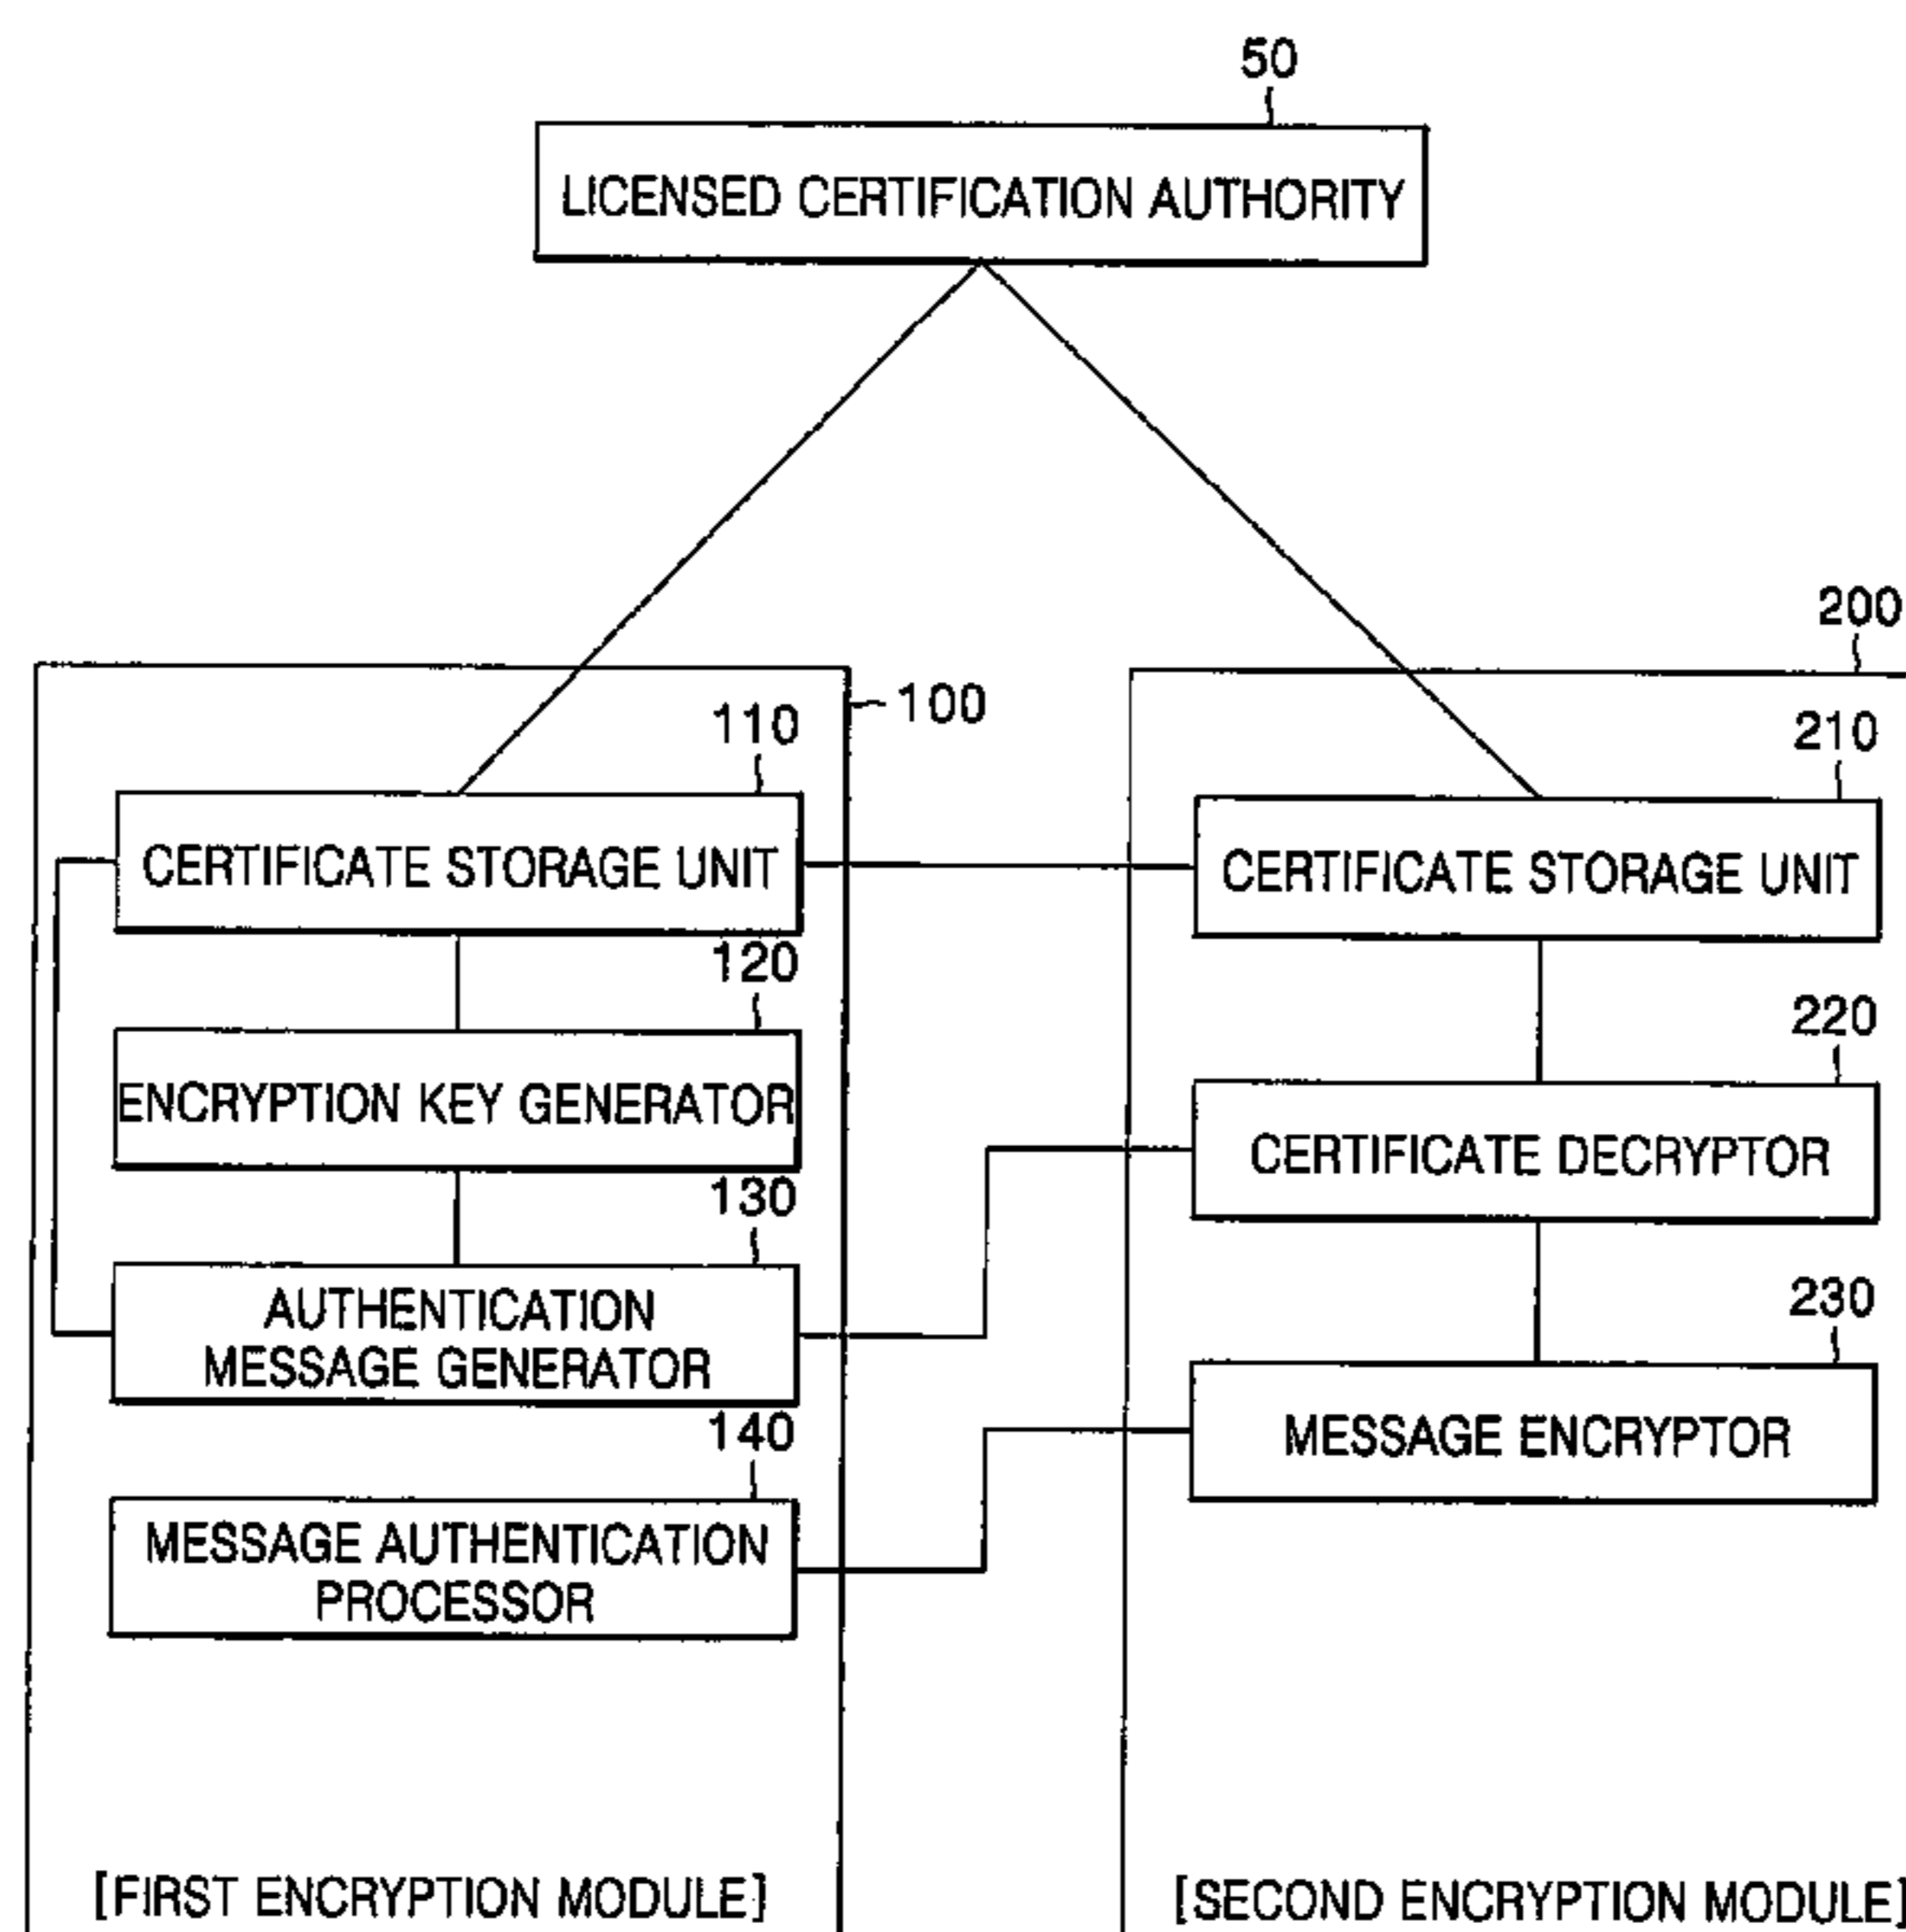 50
LICENSED CERTIFICATION AUTHORITY
200
100
110
210
CERTIFICATE STORAGE UNIT
CERTIFICATE STORAGE UNIT
120
220
ENCRYPTION KEY GENERATOR
CERTIFICATE DECRYPTOR
130
230
AUTHENTICATION
MESSAGE GENERATOR
MESSAGE ENCRYPTOR
140
MESSAGE AUTHENTICATION
PROCESSOR
[FIRST ENCRYPTION MODULE]
[SECOND ENCRYPTION MODULE]